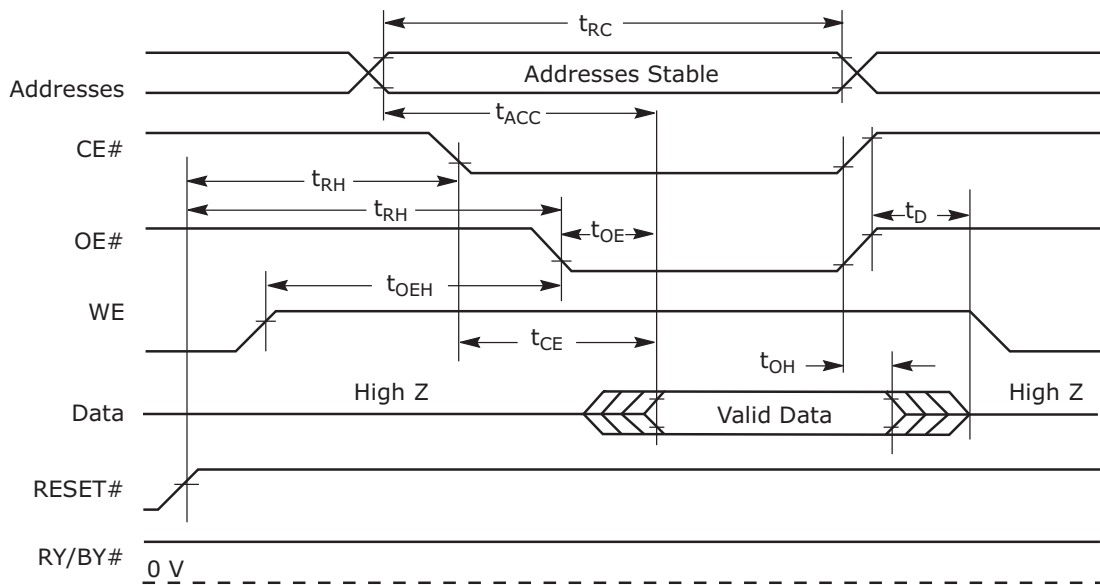 tRC
Addresses
Addresses Stable
tACC
CE#
tRH
tRH
tOE
tD
OE#
tOEH
WE
tCE
tOH
High Z
High Z
Data
Valid Data
RESET#
RY/BY#
0 V